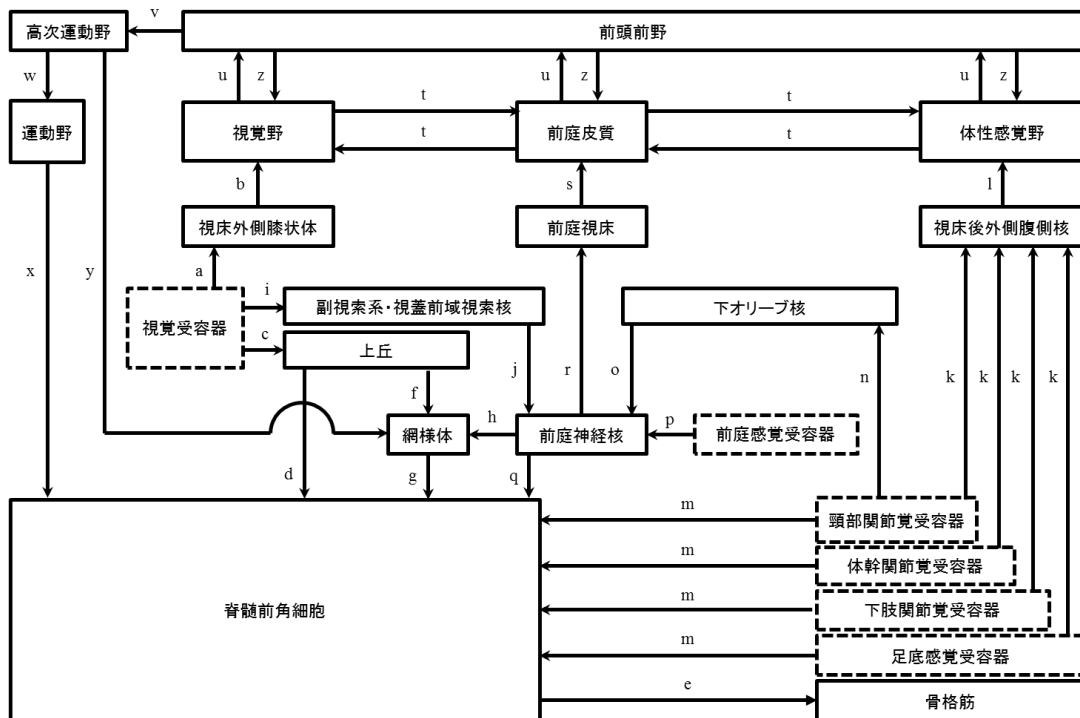 高次運動野
v
前頭前野
w
u
z
u
z
u
z
運動野
視覚野
t
t
前庭皮質
t
t
体性感覚野
b
s
l
視床外側膝状体
前庭視床
視床後外側腹側核
x
y
a
視覚受容器
i
副視索系・視蓋前域視索核
下オリーブ核
c
上丘
f
j
r
o
n
k
k
k
k
網様体
h
前庭神経核
p
前庭感覚受容器
d
g
q
脊髄前角細胞
m
頸部関節覚受容器
m
体幹関節覚受容器
m
下肢関節覚受容器
m
足底感覚受容器
e
骨格筋